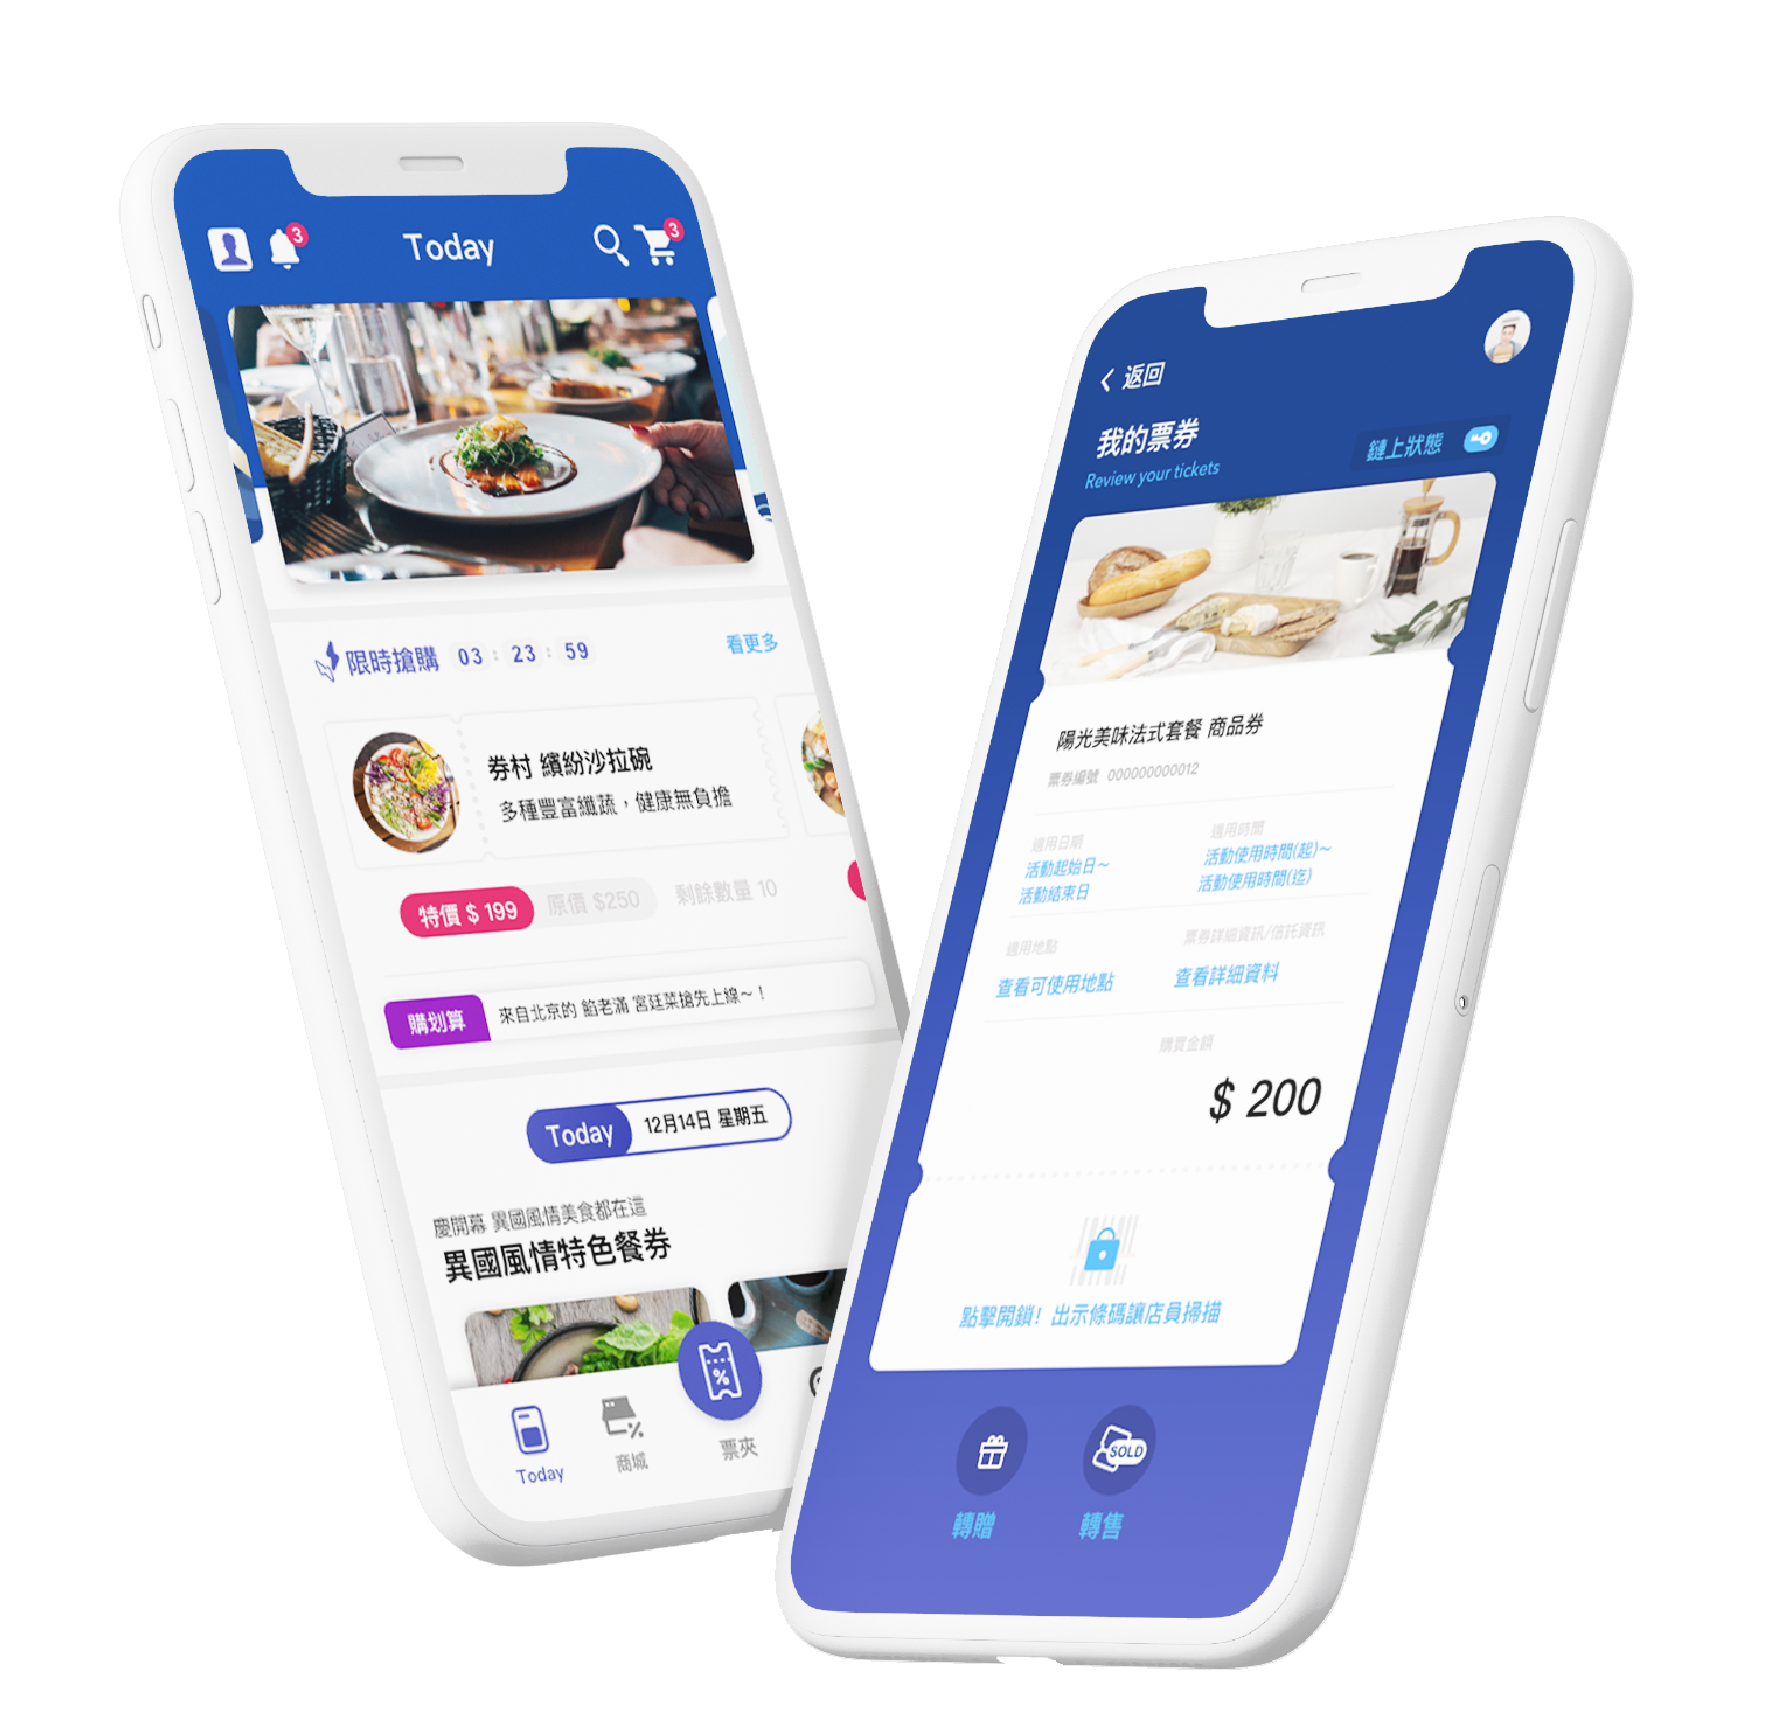 3
Today
3
限時搶購 03 : 23 : 59
看更多
券村 繽紛沙拉碗
多種豐富纖蔬，健康無負擔
特價 $ 199
原價 $250
剩餘數量 10
購划算
來自北京的 餡老滿 宮廷菜搶先上線～！
Today
12月14日 星期五
慶開幕 異國風情美食都在這
異國風情特色餐券
%
Today
商城
票夾
返回
我的票券
Review your tickets
鏈上狀態
陽光美味法式套餐 商品券
票券編號 000000000012
適用日期
活動起始日～
活動結束日
適用時間
活動使用時間(起)～
活動使用時間(迄)
適用地點
查看可使用地點
票券詳細資訊/信託資訊
查看詳細資料
購買金額
$ 200
點擊開鎖! 出示條碼讓店員掃描
SOLD
轉贈
轉售